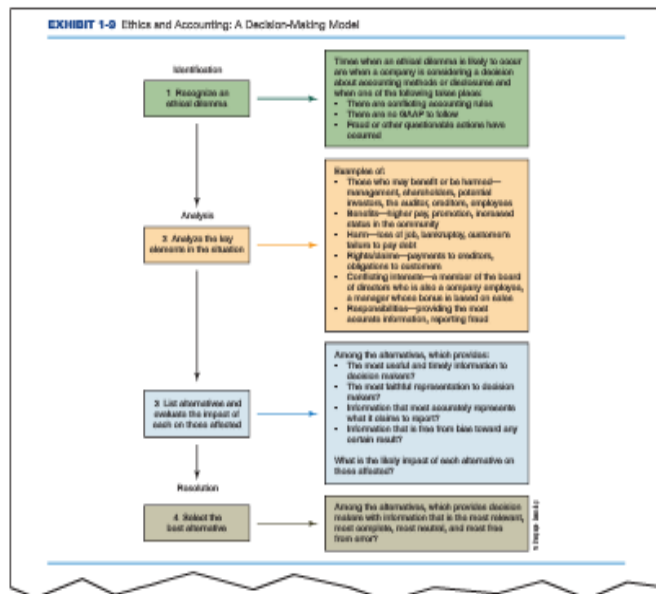 EXHIBIT 1-9 Ethics and Accounting: A Decision-Making Model
Identification
1 Recognize an
ethical dilemma
Times when an ethical dilemma is likely to occur
are when a company is considering a decision
about accounting methods or disclosures and
when one of the following takes place:
• There are conflicting accounting rules
• There are no GAAP to follow
• Fraud or other questionable actions have
occurred
Analysis
2 Analyze the key
elements in the situation
Examples of:
• Those who may benefit or be harmed—
management, shareholders, potential
investors, the auditor, creditors, employees
• Benefits—higher pay, promotion, increased
status in the community
• Harm—loss of job, bankruptcy, customer's
failure to pay debt
• Rights/claims—payments to creditors,
obligations to customers
• Conflicting interests—a member of the board
of directors who is also a company employee,
a manager whose bonus is based on sales
• Responsibilities—providing the most
accurate information, reporting fraud
3 List alternatives and
evaluate the impact of
each on those affected
Among the alternatives, which provides:
• The most useful and timely information to
decision makers?
• The most faithful representation to decision
makers?
• Information that most accurately represents
what it claims to report?
• Information that is free from bias toward any
certain result?
What is the likely impact of each alternative on
those affected?
Resolution
4 Select the
best alternative
Among the alternatives, which provides decision
makers with information that is the most relevant,
most complete, most neutral, and most free
from error?